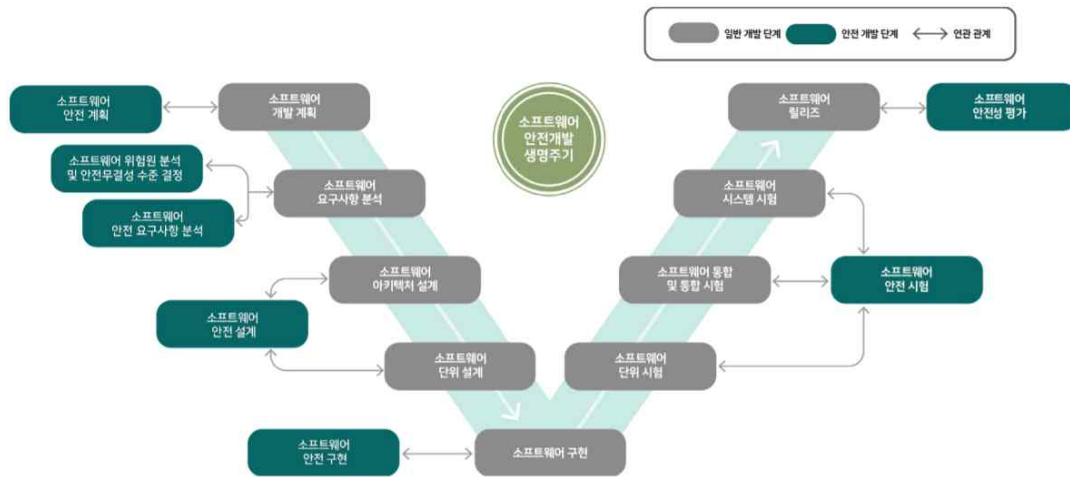 일반 개발 단계
안전 개발 단계
연관 관계
소프트웨어
안전 계획
소프트웨어
개발 계획
소프트웨어
안전개발
생명주기
소프트웨어
릴리즈
소프트웨어
안전성 평가
소프트웨어 위험원 분석
및 안전무결성 수준 결정
소프트웨어
안전 요구사항 분석
소프트웨어
요구사항 분석
소프트웨어
시스템 시험
소프트웨어
아키텍처 설계
소프트웨어 통합
및 통합 시험
소프트웨어
안전 시험
소프트웨어
안전 설계
소프트웨어
단위 설계
소프트웨어
단위 시험
소프트웨어
안전 구현
소프트웨어 구현